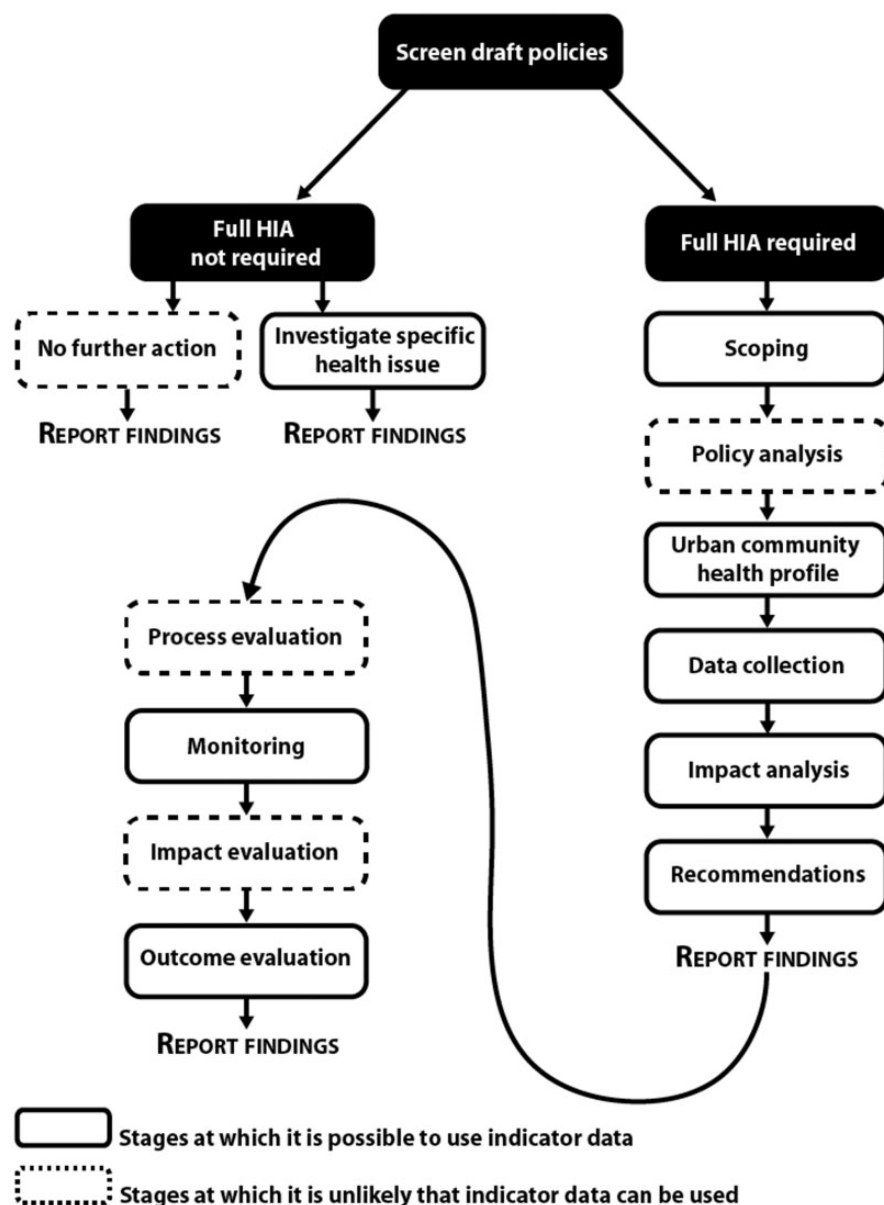 Screen draft policies
Full HIA
not required
Full HIA required
No further action
Investigate specific
health issue
Scoping
REPORT FINDINGS
REPORT FINDINGS
Policy analysis
Urban community
health profile
Process evaluation
Data collection
Monitoring
Impact analysis
Impact evaluation
Recommendations
Outcome evaluation
REPORT FINDINGS
REPORT FINDINGS
Stages at which it is possible to use indicator data
Stages at which it is unlikely that indicator data can be used